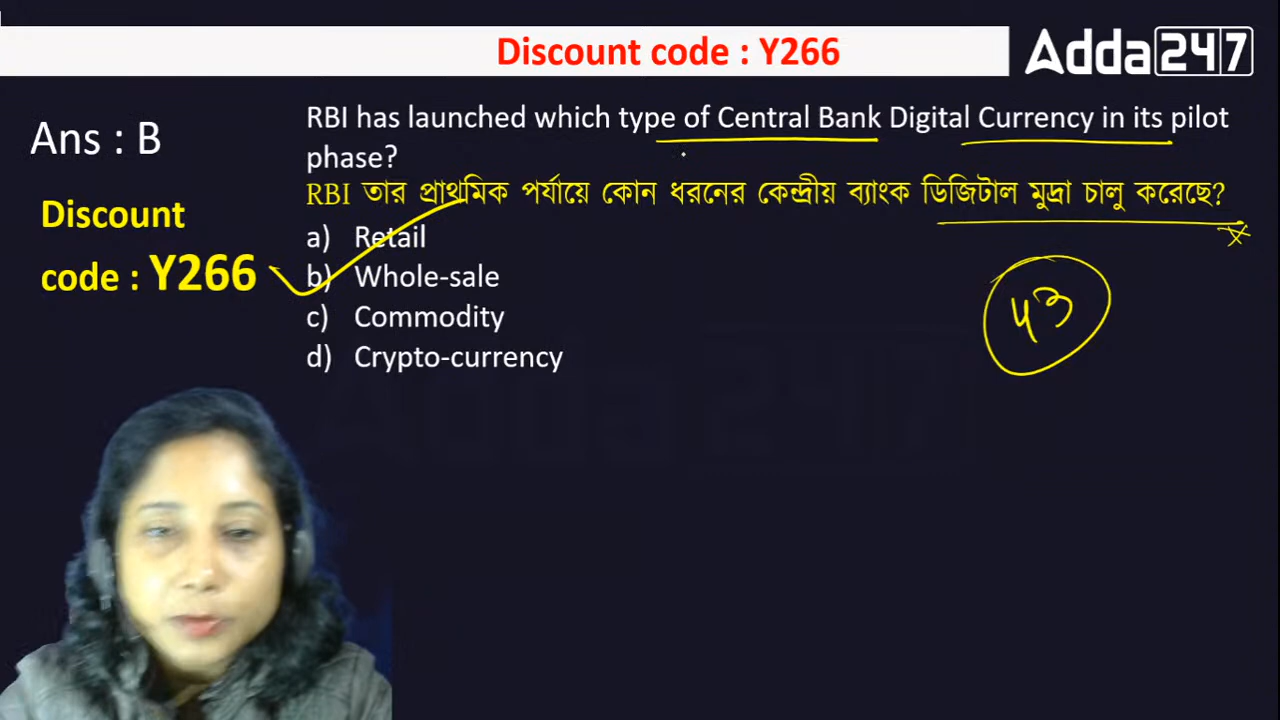 Discount code : Y266
Adda247
Ans : B
RBI has launched which type of Central Bank Digital Currency in its pilot
phase?
RBI তার প্রাথমিক পর্যায়ে কোন ধরনের কেন্দ্রীয় ব্যাংক ডিজিটাল মুদ্রা চালু করেছে?
Discount
code : Y266
a) Retail
b) Whole-sale
c) Commodity
d) Crypto-currency